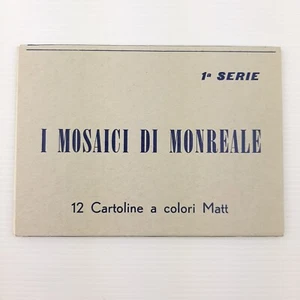 1ª SERIE
I MOSAICI DI MONREALE
12 Cartoline a colori Matt